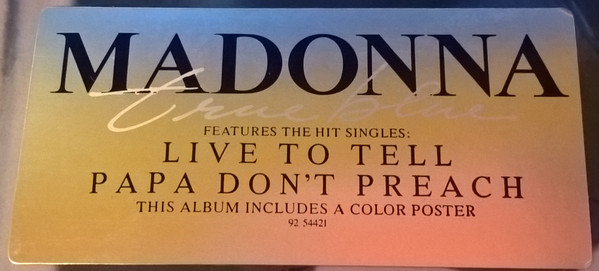 MADONNA
true blue
FEATURES THE HIT SINGLES:
LIVE TO TELL
PAPA DON'T PREACH
THIS ALBUM INCLUDES A COLOR POSTER
92 54421